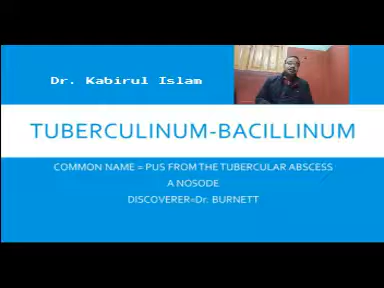 Dr. Kabirul Islam
TUBERCULINUM-BACILLINUM
COMMON NAME = PUS FROM THE TUBERCULAR ABSCESS
A NOSODE
DISCOVERER=Dr. BURNETT